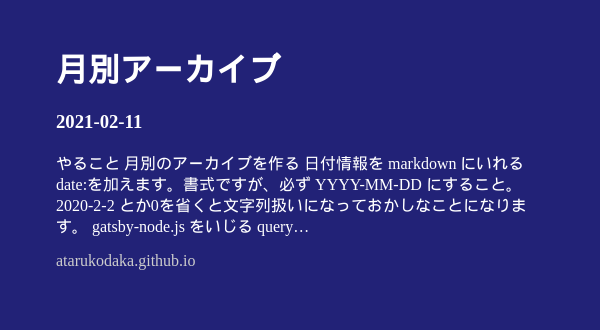 月別アーカイブ
2021-02-11
やること 月別のアーカイブを作る 日付情報を markdown にいれる
date:を加えます。書式ですが、必ず YYYY-MM-DD にすること。
2020-2-2 とか0を省くと文字列扱いになっておかしなことになりま
す。 gatsby-node.js をいじる query…
atarukodaka.github.io